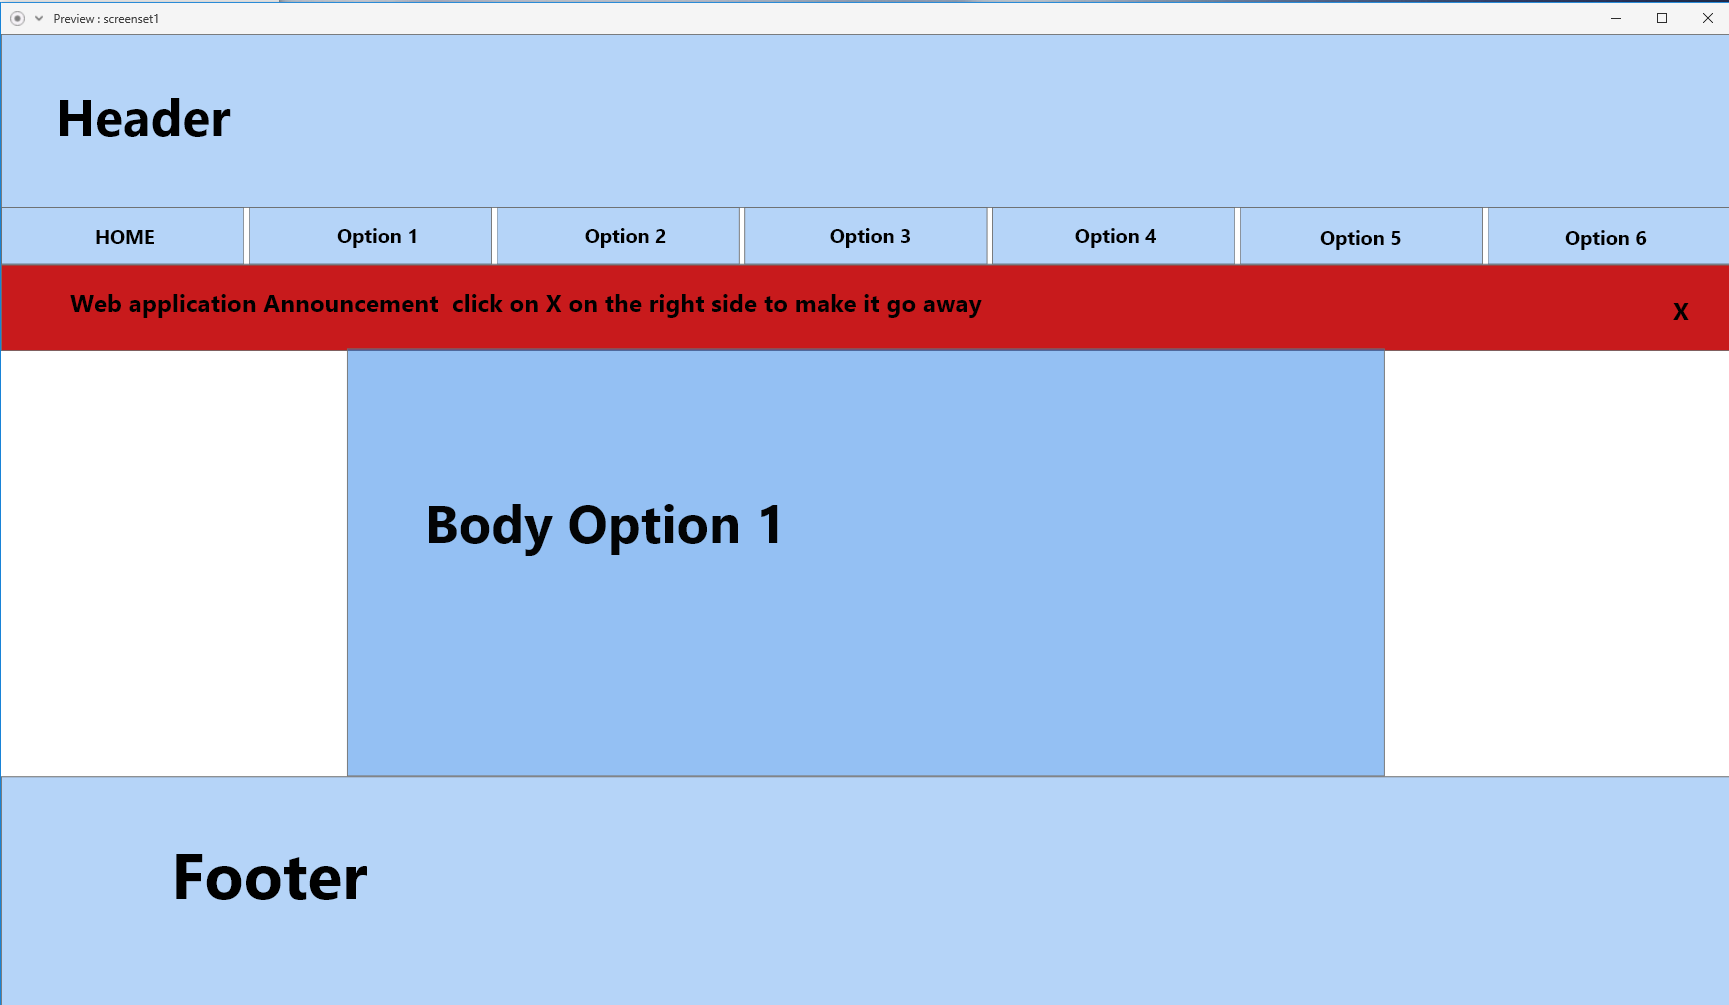 Preview : screenset1
Header
HOME Option 1 Option 2 Option 3 Option 4 Option 5 Option 6
Web application Announcement  click on X on the right side to make it go away X
Body Option 1
Footer